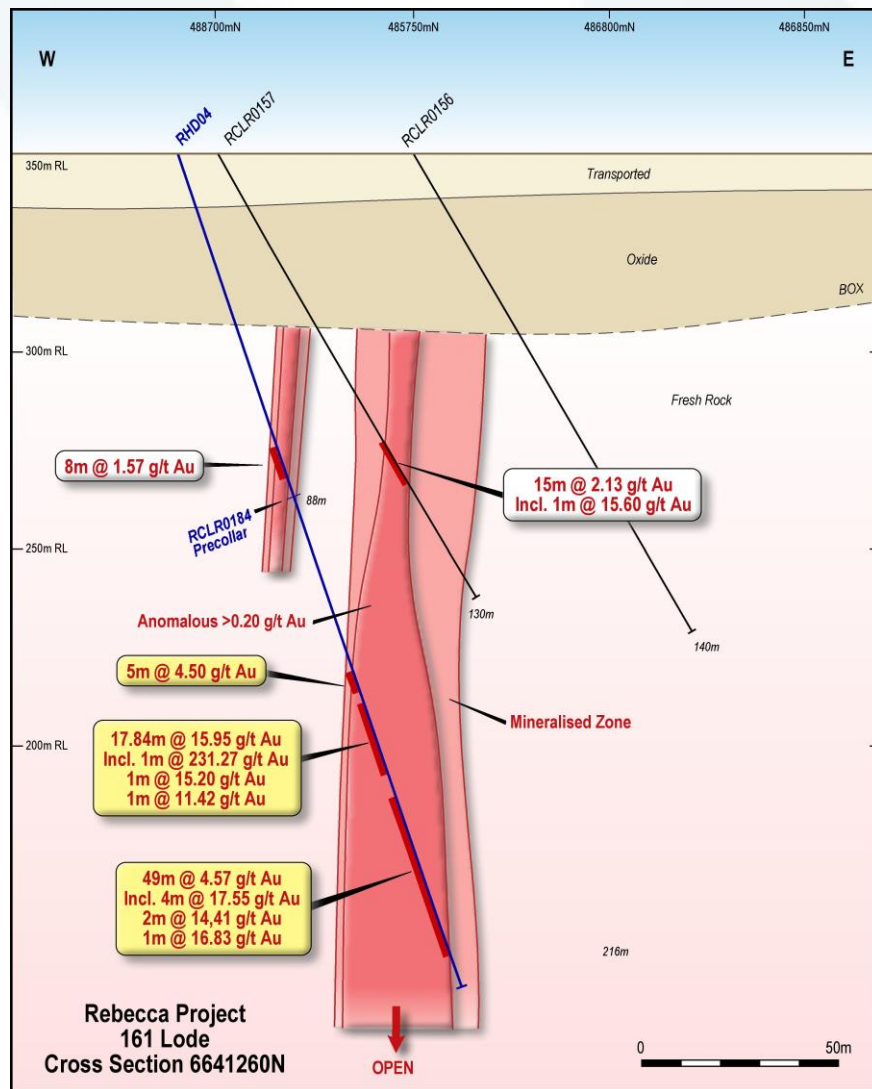 488700mN
485750mN
486800mN
486850mN
W
E
RHD04
RCLR0157
RCLR0156
350m RL
Transported
Oxide
BOX
300m RL
Fresh Rock
8m @ 1.57 g/t Au
15m @ 2.13 g/t Au
Incl. 1m @ 15.60 g/t Au
88m
RCLR0184
Precollar
250m RL
130m
Anomalous >0.20 g/t Au
140m
5m @ 4.50 g/t Au
Mineralised Zone
17.84m @ 15.95 g/t Au
Incl. 1m @ 231.27 g/t Au
1m @ 15.20 g/t Au
1m @ 11.42 g/t Au
200m RL
49m @ 4.57 g/t Au
Incl. 4m @ 17.55 g/t Au
2m @ 14,41 g/t Au
1m @ 16.83 g/t Au
216m
Rebecca Project
161 Lode
Cross Section 6641260N
OPEN
0
50m